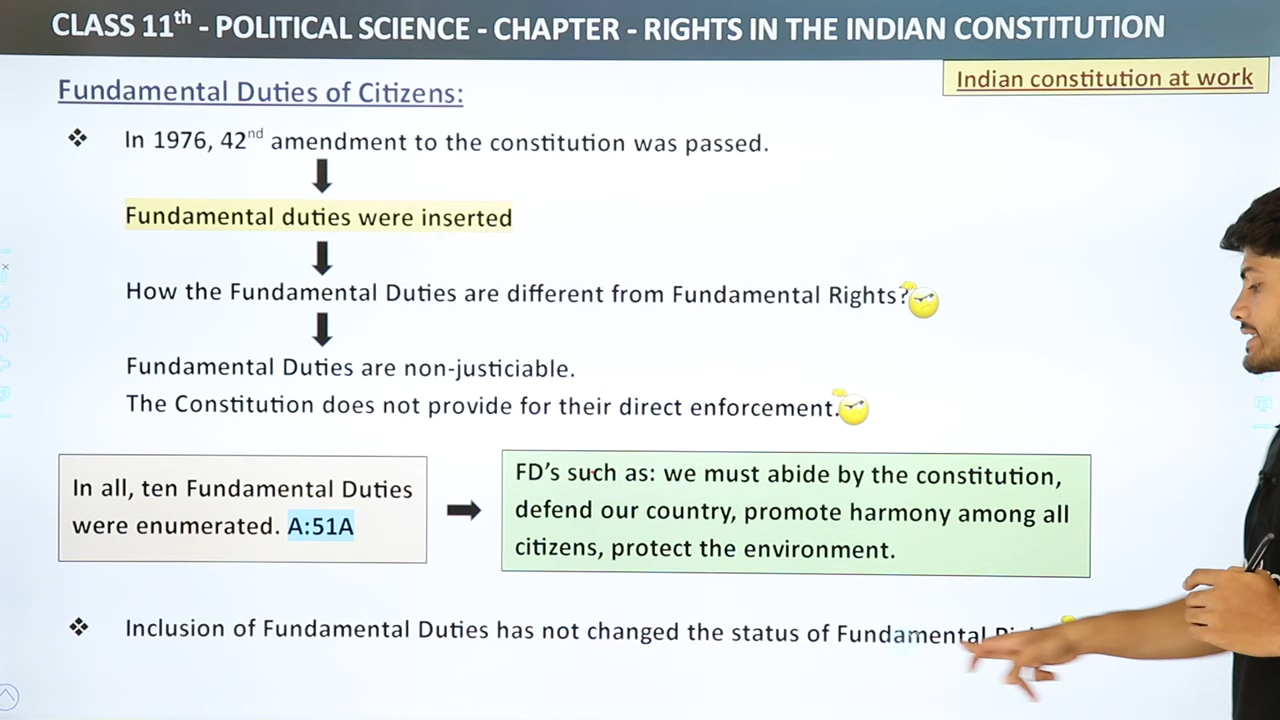 CLASS 11th - POLITICAL SCIENCE - CHAPTER - RIGHTS IN THE INDIAN CONSTITUTION
Indian constitution at work
Fundamental Duties of Citizens:
❖ In 1976, 42nd amendment to the constitution was passed.
Fundamental duties were inserted
How the Fundamental Duties are different from Fundamental Rights?
Fundamental Duties are non-justiciable.
The Constitution does not provide for their direct enforcement.
In all, ten Fundamental Duties
were enumerated. A:51A
FD's such as: we must abide by the constitution,
defend our country, promote harmony among all
citizens, protect the environment.
❖ Inclusion of Fundamental Duties has not changed the status of Fundamental